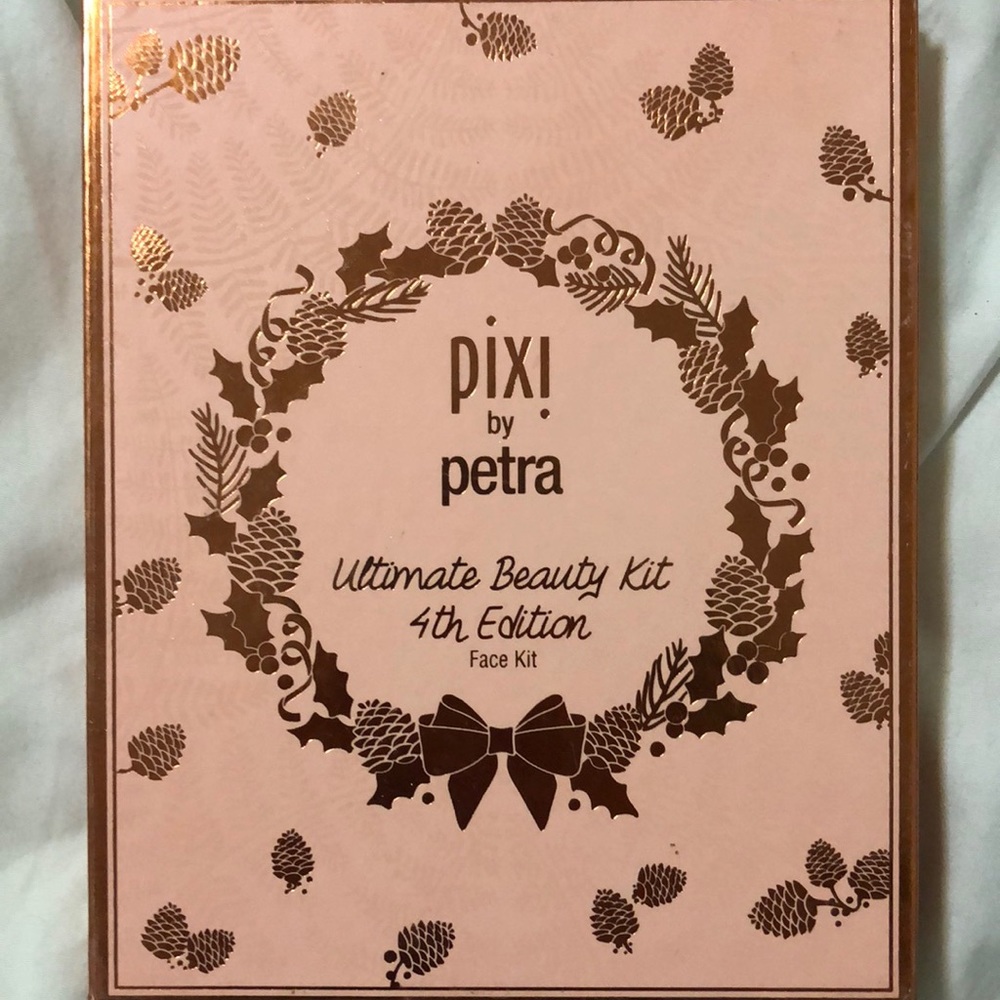 pixi
by
petra
Ultimate Beauty Kit
4th Edition
Face Kit